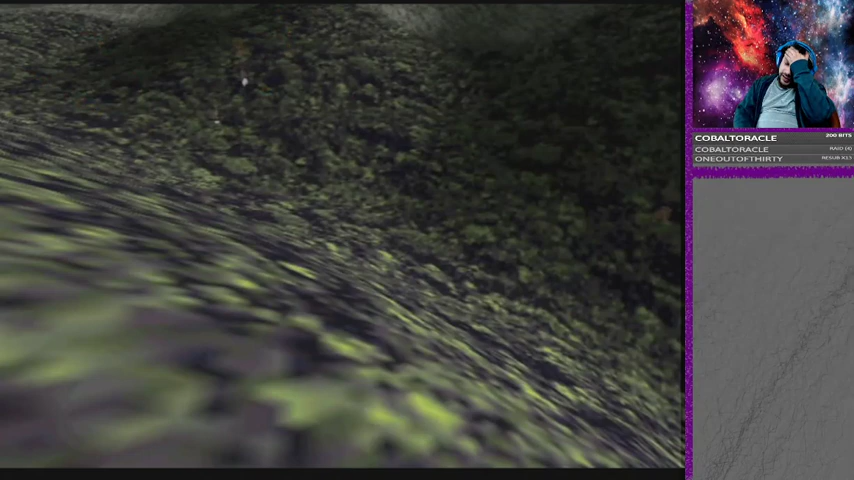 COBALTORACLE 200 BITS
COBALTORACLE RAID (4)
ONEOUTOFTHIRTY RESUB X13